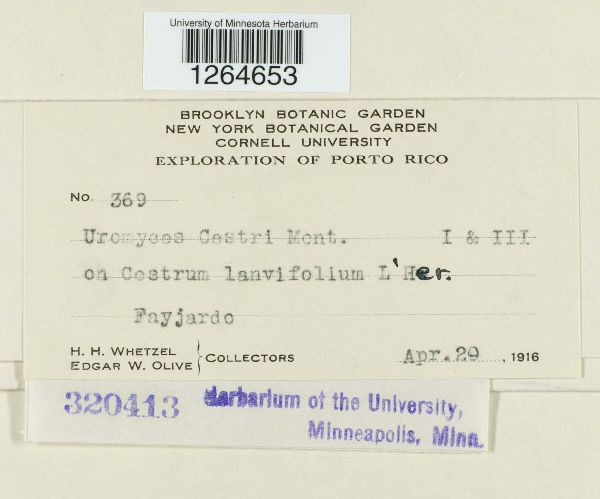 University of Minnesota Herbarium
1264653
BROOKLYN BOTANIC GARDEN
NEW YORK BOTANICAL GARDEN
CORNELL UNIVERSITY
EXPLORATION OF PORTO RICO
No. 369
Uromyces Cestri Mont. I & III
on Cestrum lanvifolium L'Her.
Fayjardo
H. H. WHETZEL
EDGAR W. OLIVE } COLLECTORS Apr. 20, 1916
320413 Herbarium of the University,
Minneapolis, Minn.